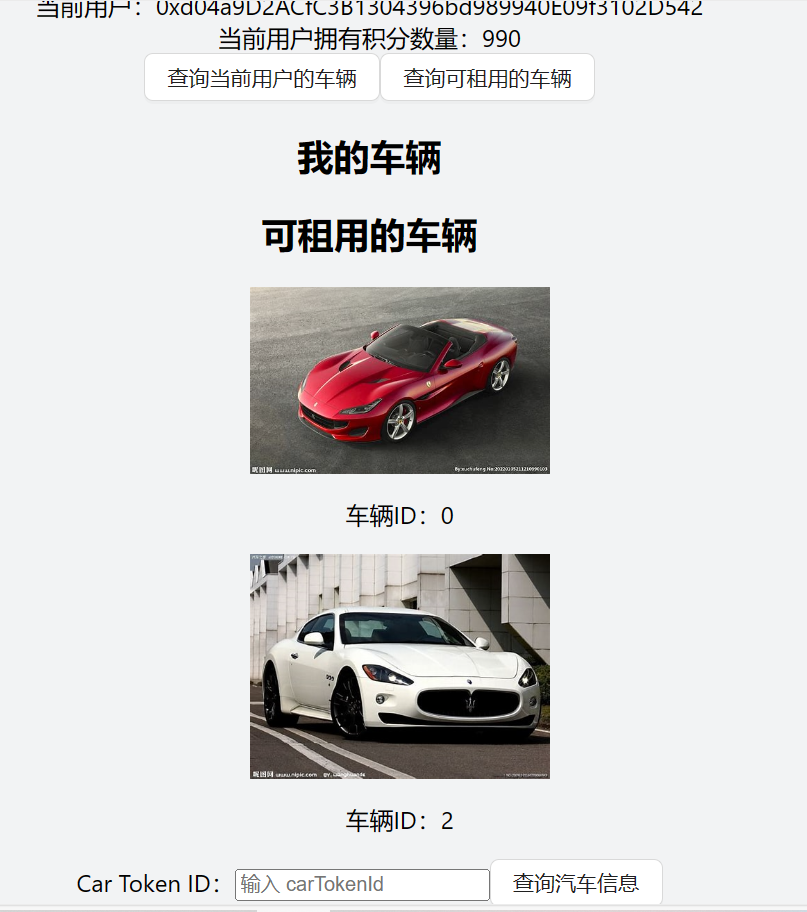 当前用户：0xd04a9D2ACfC3B1304396bd989940E09f3102D542
当前用户拥有积分数量：990
查询当前用户的车辆 查询可租用的车辆
我的车辆
可租用的车辆
昵图网 www.nipic.com
车辆ID：0
昵图网 www.nipic.com
车辆ID：2
Car Token ID： 输入 carTokenId 查询汽车信息